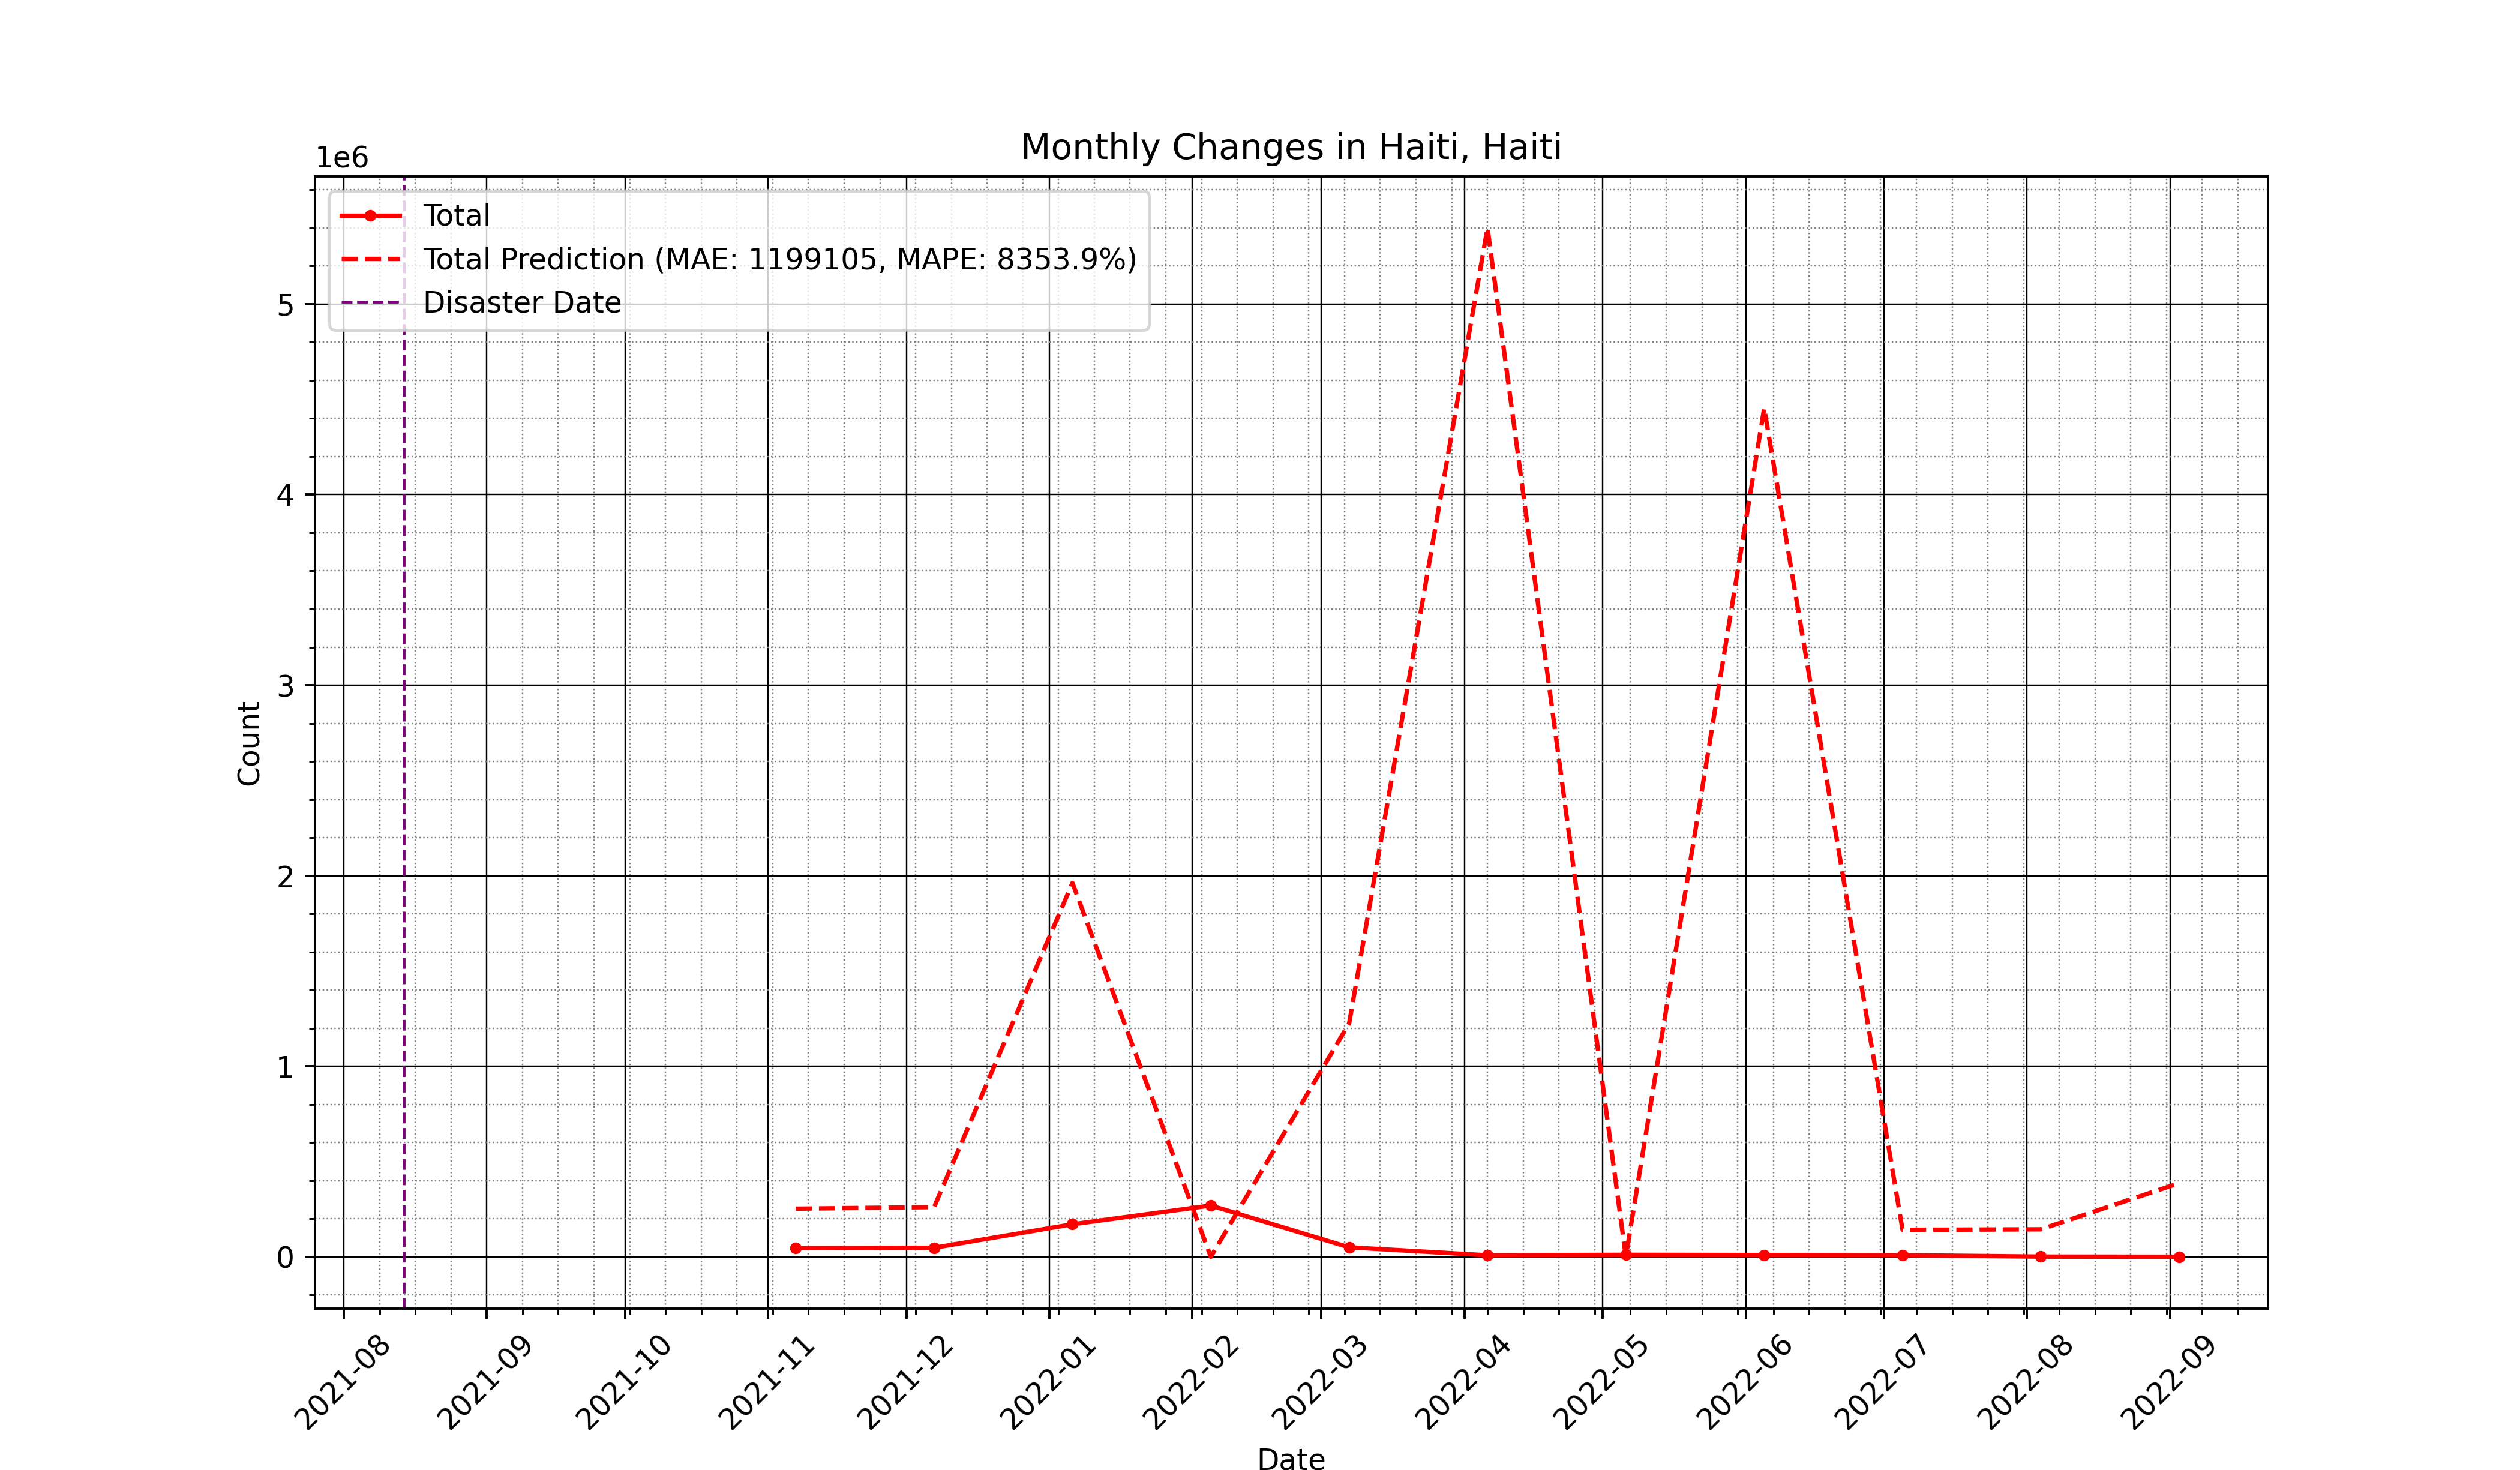 Monthly Changes in Haiti, Haiti
1e6
Total
Total Prediction (MAE: 1199105, MAPE: 8353.9%)
Disaster Date
5
4
3
2
1
0
Count
2021-08
2021-09
2021-10
2021-11
2021-12
2022-01
2022-02
2022-03
2022-04
2022-05
2022-06
2022-07
2022-08
2022-09
Date